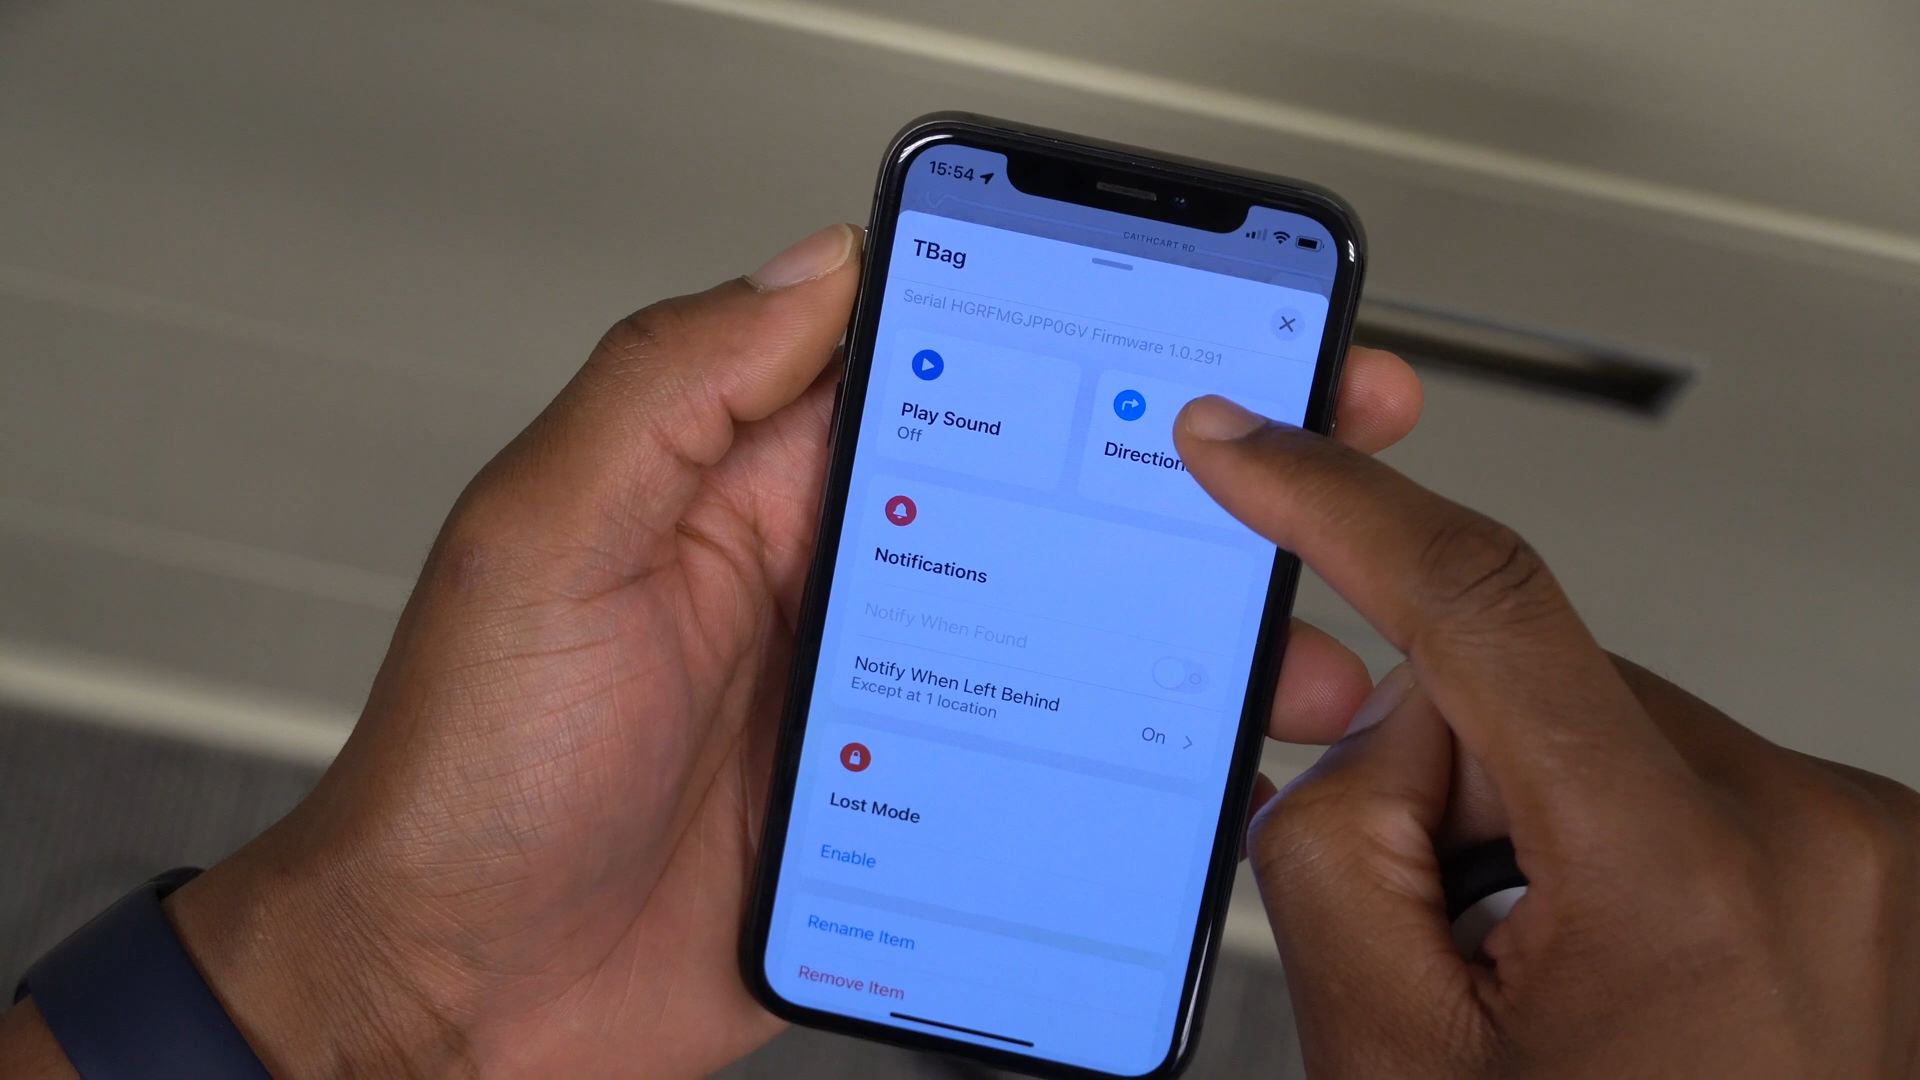 15:54
CAITHCART RD
TBag
Serial HGRFMGJPP0GV Firmware 1.0.291
Play Sound
Off
Direction
Notifications
Notify When Found
Notify When Left Behind
Except at 1 location
On
Lost Mode
Enable
Rename Item
Remove Item